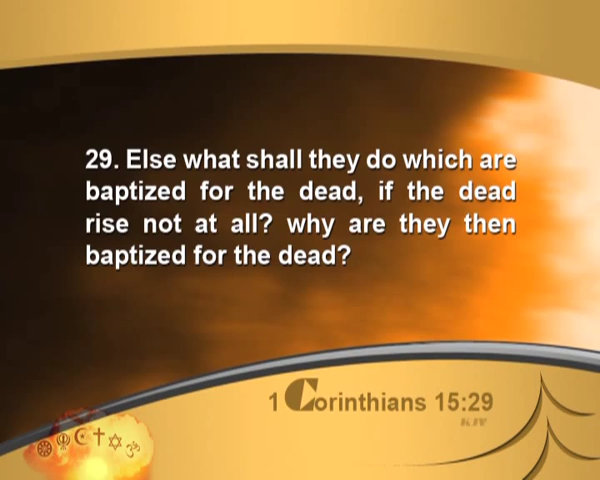 29. Else what shall they do which are
baptized for the dead, if the dead
rise not at all? why are they then
baptized for the dead?
1 Corinthians 15:29
KJV